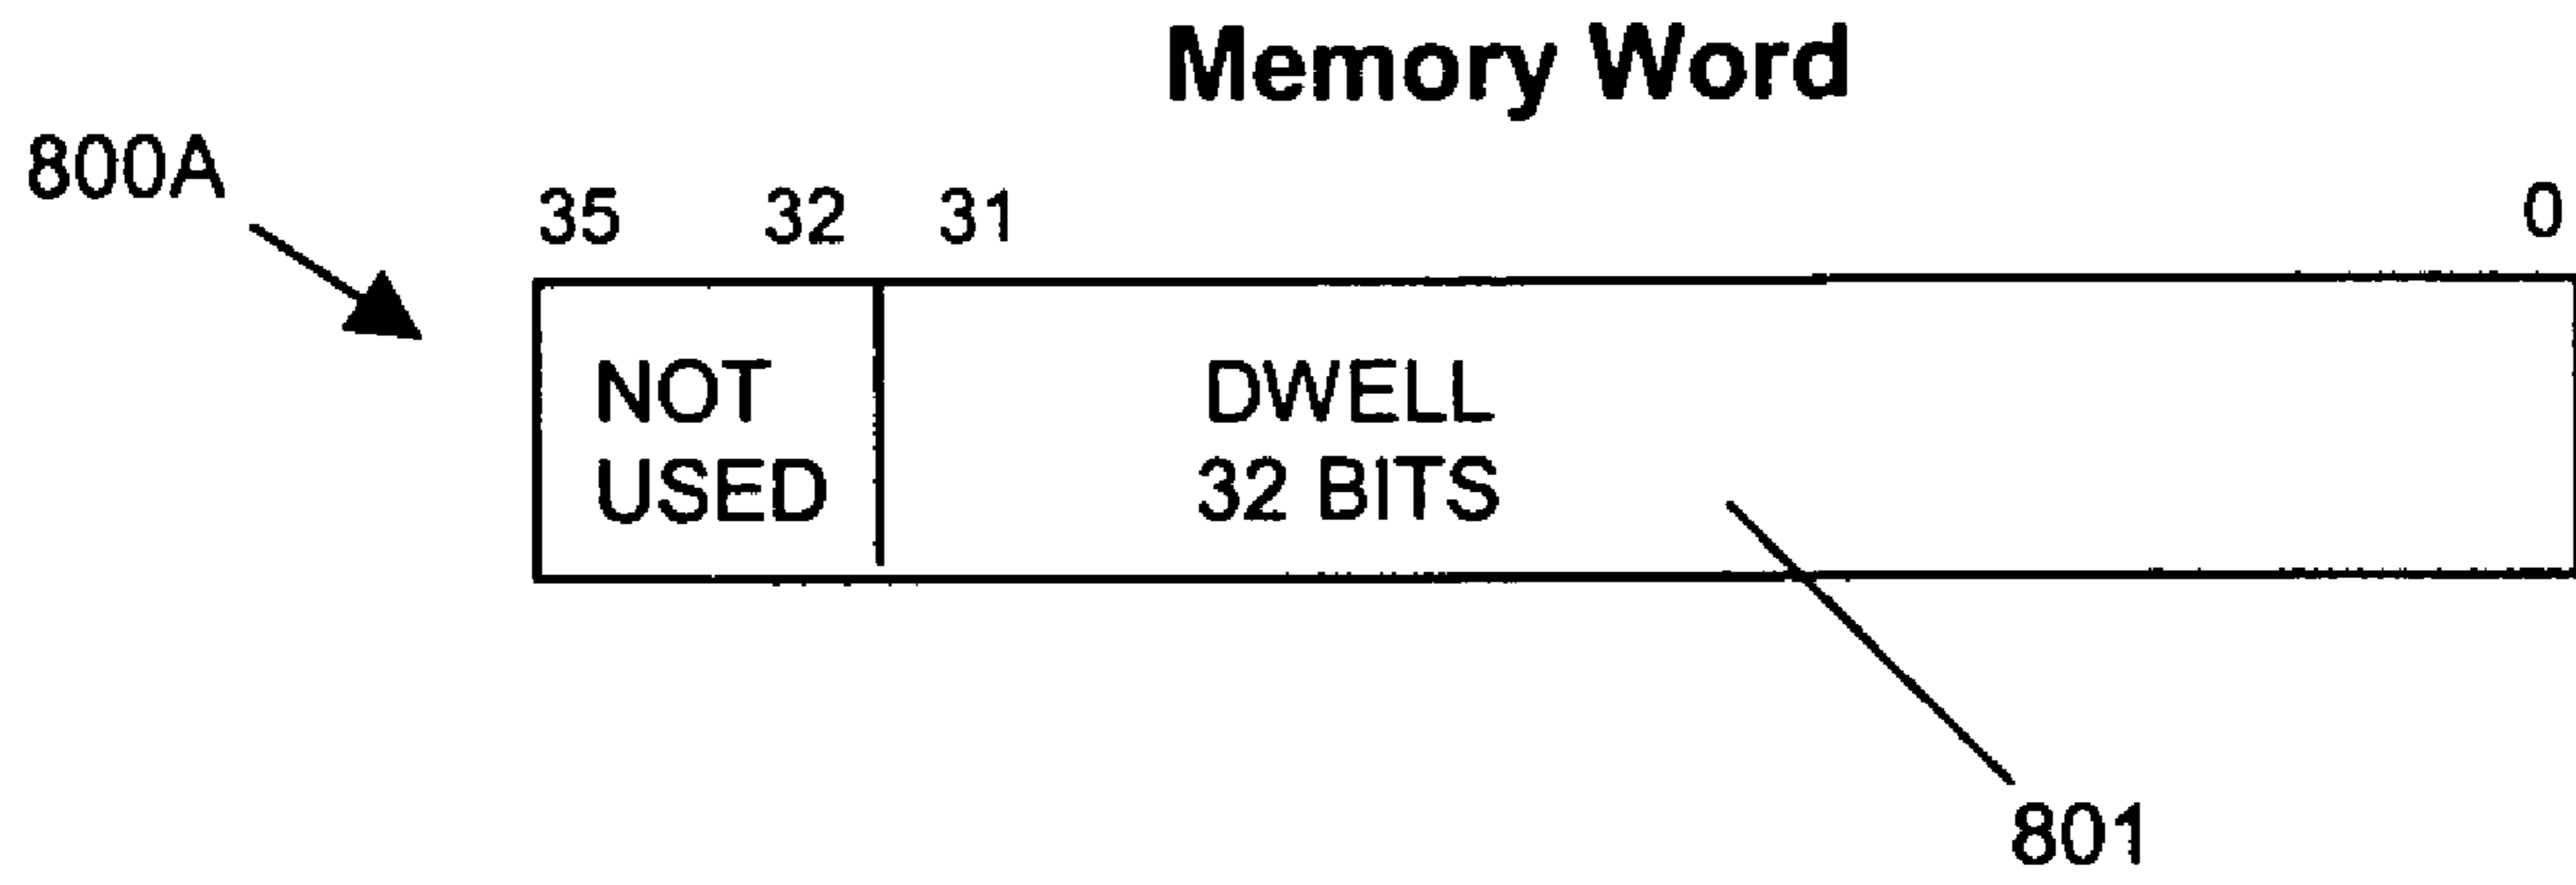 Memory Word
800A
35 32 31 0
NOT
USED
DWELL
32 BITS
801